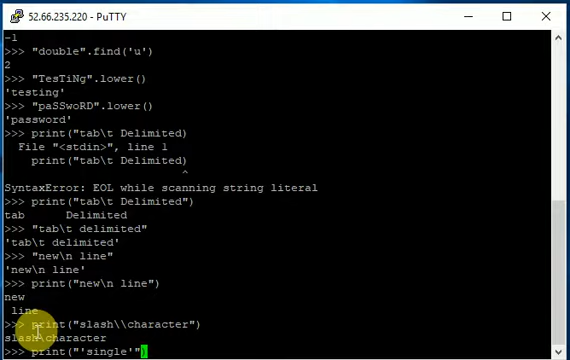 52.66.235.220 - PuTTY
-1
>>> "double".find('u')
2
>>> "TesTiNg".lower()
'testing'
>>> "paSSwoRD".lower()
'password'
>>> print("tab\t Delimited)
  File "<stdin>", line 1
    print("tab\t Delimited)
                          ^
SyntaxError: EOL while scanning string literal
>>> print("tab\t Delimited")
tab      Delimited
>>> "tab\t delimited"
'tab\t delimited'
>>> "new\n line"
'new\n line'
>>> print("new\n line")
new
 line
>>> print("slash\\character")
slash\character
>>> print("'single'")